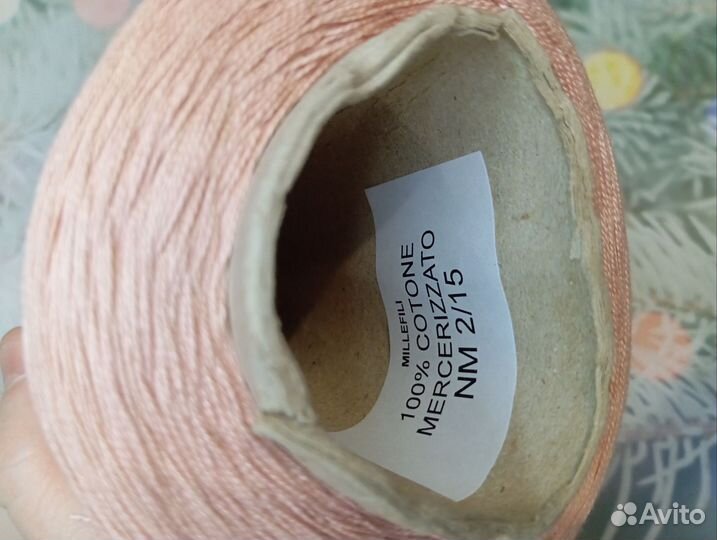 MILLEFILI
100% COTONE
MERCERIZZATO
NM 2/15
Avito